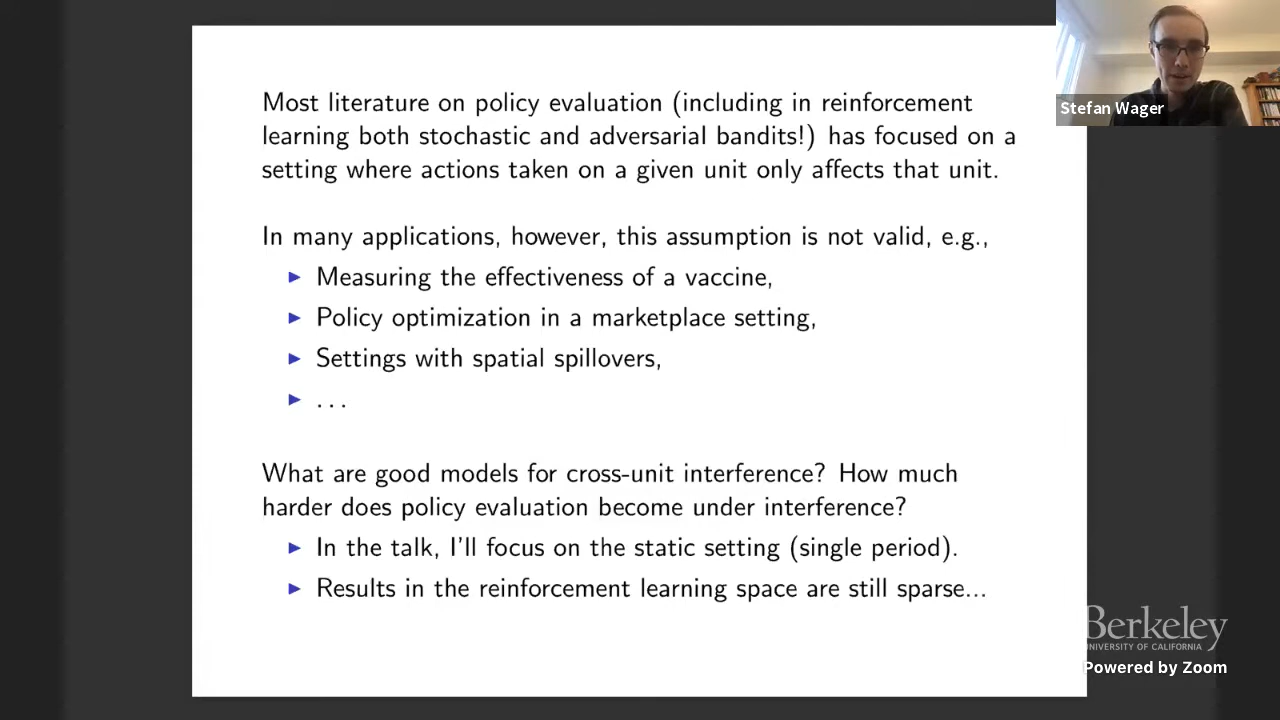 Most literature on policy evaluation (including in reinforcement
learning both stochastic and adversarial bandits!) has focused on a
setting where actions taken on a given unit only affects that unit.
In many applications, however, this assumption is not valid, e.g.,
▶ Measuring the effectiveness of a vaccine,
▶ Policy optimization in a marketplace setting,
▶ Settings with spatial spillovers,
▶ ...
What are good models for cross-unit interference? How much
harder does policy evaluation become under interference?
▶ In the talk, I'll focus on the static setting (single period).
▶ Results in the reinforcement learning space are still sparse...
Stefan Wager
Berkeley
UNIVERSITY OF CALIFORNIA
Powered by Zoom